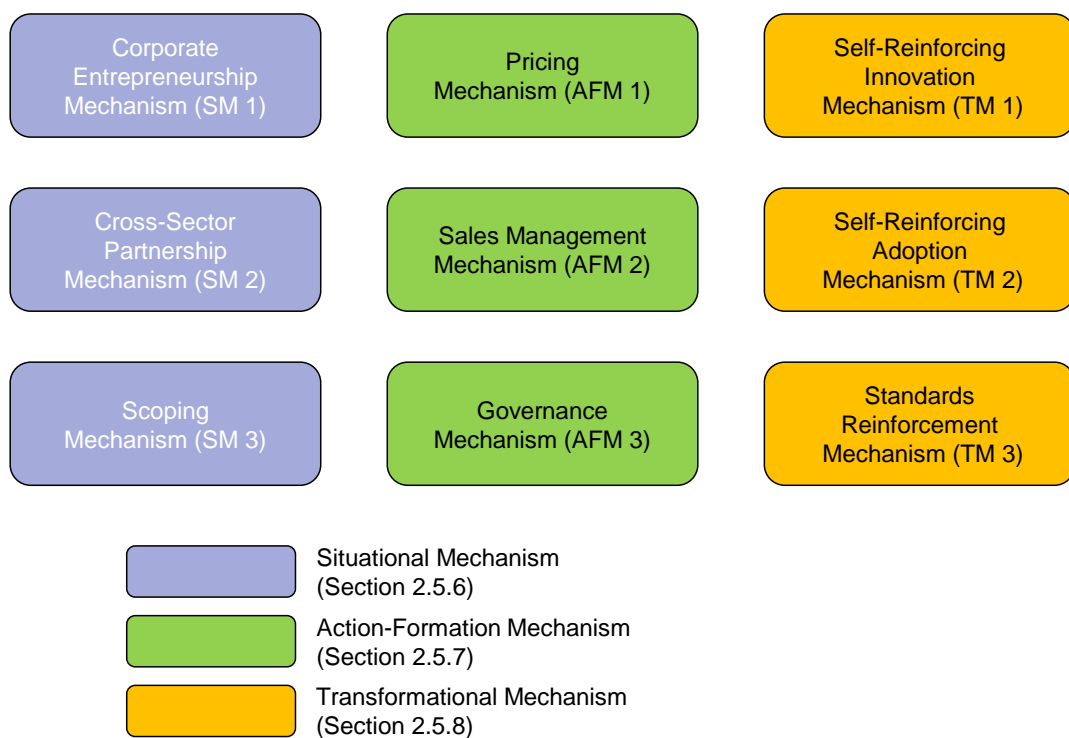 Corporate
Entrepreneurship
Mechanism (SM 1)
Pricing
Mechanism (AFM 1)
Self-Reinforcing
Innovation
Mechanism (TM 1)
Cross-Sector
Partnership
Mechanism (SM 2)
Sales Management
Mechanism (AFM 2)
Self-Reinforcing
Adoption
Mechanism (TM 2)
Scoping
Mechanism (SM 3)
Governance
Mechanism (AFM 3)
Standards
Reinforcement
Mechanism (TM 3)
Situational Mechanism
(Section 2.5.6)
Action-Formation Mechanism
(Section 2.5.7)
Transformational Mechanism
(Section 2.5.8)